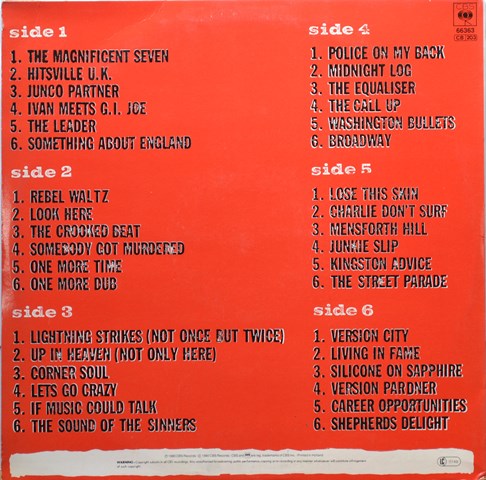 side 1
1. THE MAGNIFICENT SEVEN
2. HITSVILLE U.K.
3. JUNCO PARTNER
4. IVAN MEETS G.I. JOE
5. THE LEADER
6. SOMETHING ABOUT ENGLAND
side 2
1. REBEL WALTZ
2. LOOK HERE
3. THE CROOKED BEAT
4. SOMEBODY GOT MURDERED
5. ONE MORE TIME
6. ONE MORE DUB
side 3
1. LIGHTNING STRIKES (NOT ONCE BUT TWICE)
2. UP IN HEAVEN (NOT ONLY HERE)
3. CORNER SOUL
4. LETS GO CRAZY
5. IF MUSIC COULD TALK
6. THE SOUND OF THE SINNERS
CBS
66363
CB 303
side 4
1. POLICE ON MY BACK
2. MIDNIGHT LOG
3. THE EQUALISER
4. THE CALL UP
5. WASHINGTON BULLETS
6. BROADWAY
side 5
1. LOSE THIS SKIN
2. CHARLIE DON'T SURF
3. MENSFORTH HILL
4. JUNKIE SLIP
5. KINGSTON ADVICE
6. THE STREET PARADE
side 6
1. VERSION CITY
2. LIVING IN FAME
3. SILICONE ON SAPPHIRE
4. VERSION PARDNER
5. CAREER OPPORTUNITIES
6. SHEPHERDS DELIGHT
WARNING: